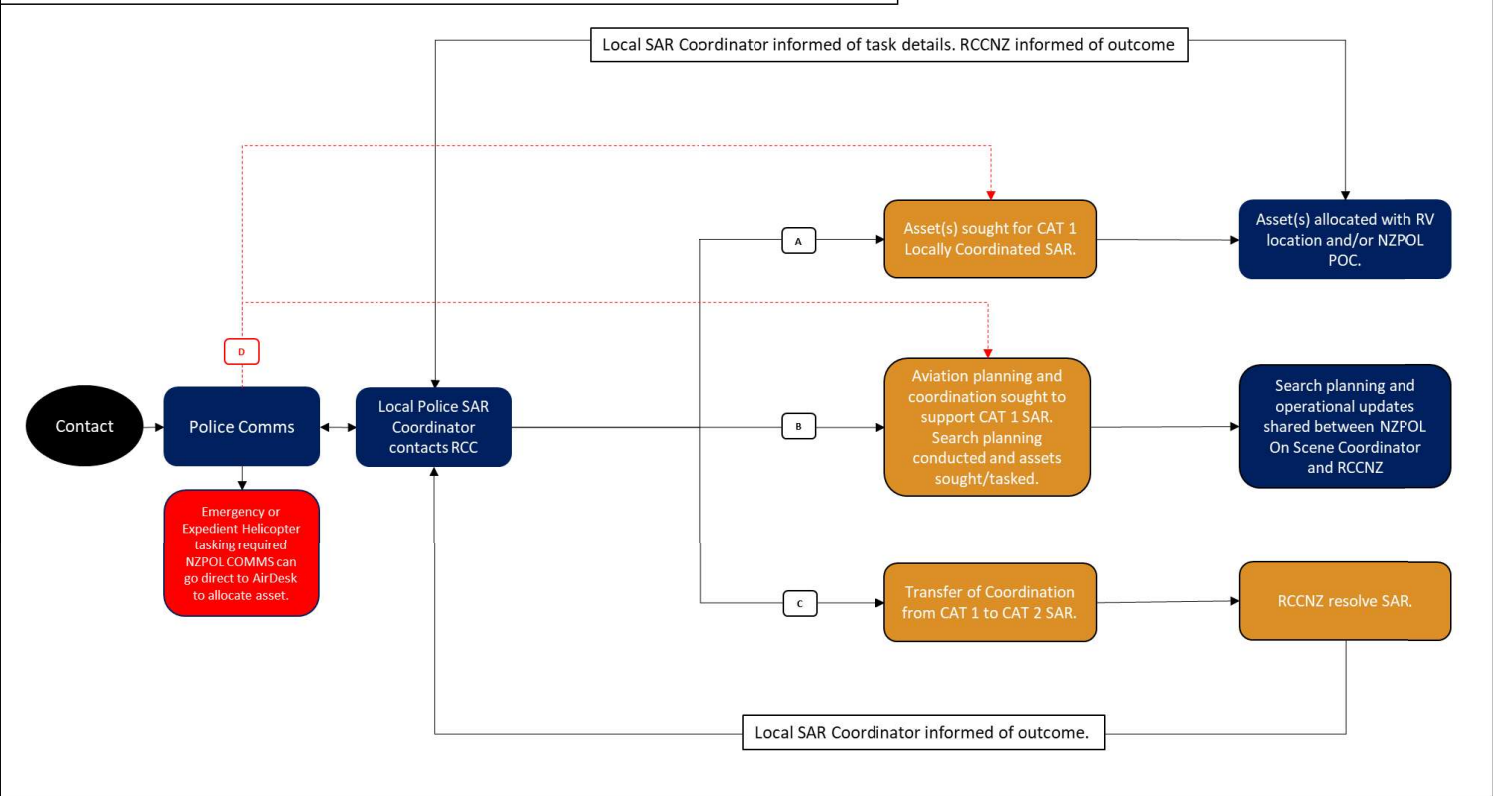 Local SAR Coordinator informed of task details. RCCNZ informed of outcome
A
Asset(s) sought for CAT 1
Locally Coordinated SAR.
Asset(s) allocated with RV
location and/or NZPOL
POC.
D
Contact
Police Comms
Local Police SAR
Coordinator
contacts RCC
B
Aviation planning and
coordination sought to
support CAT 1 SAR.
Search planning
conducted and assets
sought/tasked.
Search planning and
operational updates
shared between NZPOL
On Scene Coordinator
and RCCNZ
Emergency or
Expedient Helicopter
tasking required
NZPOL COMMS can
go direct to AirDesk
to allocate asset.
C
Transfer of Coordination
from CAT 1 to CAT 2 SAR.
RCCNZ resolve SAR.
Local SAR Coordinator informed of outcome.